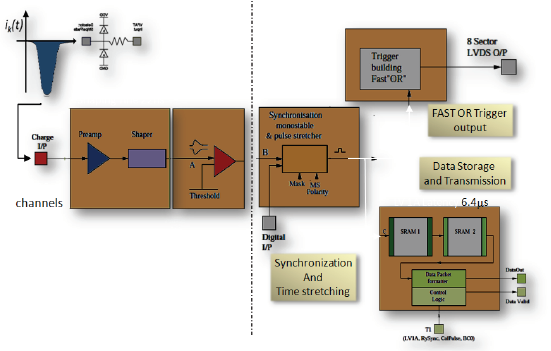 i_k(t)
8 Sector
LVDS O/P
Trigger
building
Fast"OR"
FAST OR Trigger
output
Charge
I/P
Preamp
Shaper
A
Threshold
Synchronisation
monostable
& pulse stretcher
B
Mask
MS
Polarity
Digital
I/P
channels
Synchronization
And
Time stretching
Data Storage
and Transmission
6.4µs
C
SRAM 1
SRAM 2
Data Packet
Formatter
Control
Logic
DataOut
Data Valid
T1
(LV1A, RySync, CalPulse, BC0)